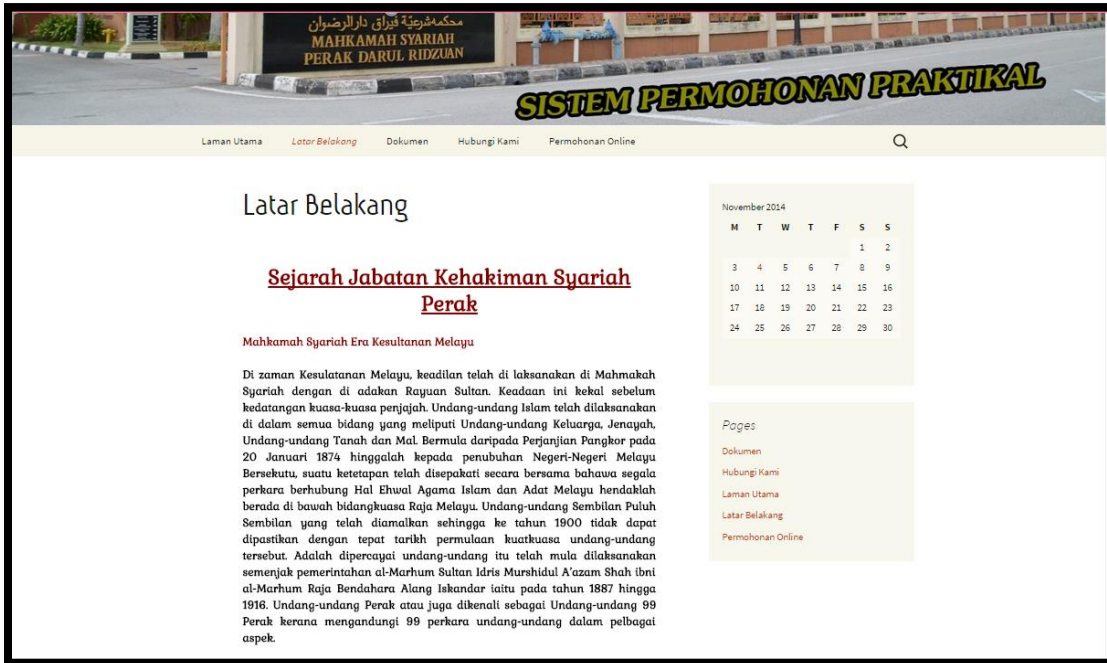 محكمه شرعية فيراق دارالرضوان
MAHKAMAH SYARIAH
PERAK DARUL RIDZUAN
SISTEM PERMOHONAN PRAKTIKAL
Laman Utama Latar Belakang Dokumen Hubungi Kami Permohonan Online
Latar Belakang
Sejarah Jabatan Kehakiman Syariah
Perak
Mahkamah Syariah Era Kesultanan Melayu
Di zaman Kesulatanan Melayu, keadilan telah di laksanakan di Mahmakah
Syariah dengan di adakan Rayuan Sultan. Keadaan ini kekal sebelum
kedatangan kuasa-kuasa penjajah. Undang-undang Islam telah dilaksanakan
di dalam semua bidang yang meliputi Undang-undang Keluarga, Jenayah,
Undang-undang Tanah dan Mal. Bermula daripada Perjanjian Pangkor pada
20 Januari 1874 hinggalah kepada penubuhan Negeri-Negeri Melayu
Bersekutu, suatu ketetapan telah disepakati secara bersama bahawa segala
perkara berhubung Hal Ehwal Agama Islam dan Adat Melayu hendaklah
berada di bawah bidangkuasa Raja Melayu. Undang-undang Sembilan Puluh
Sembilan yang telah diamalkan sehingga ke tahun 1900 tidak dapat
dipastikan dengan tepat tarikh permulaan kuatkuasa undang-undang
tersebut. Adalah dipercayai undang-undang itu telah mula dilaksanakan
semenjak pemerintahan al-Marhum Sultan Idris Murshidul A'azam Shah ibni
al-Marhum Raja Bendahara Alang Iskandar iaitu pada tahun 1887 hingga
1916. Undang-undang Perak atau juga dikenali sebagai Undang-undang 99
Perak kerana mengandungi 99 perkara undang-undang dalam pelbagai
aspek.
November 2014
M T W T F S S
1 2
3 4 5 6 7 8 9
10 11 12 13 14 15 16
17 18 19 20 21 22 23
24 25 26 27 28 29 30
Pages
Dokumen
Hubungi Kami
Laman Utama
Latar Belakang
Permohonan Online